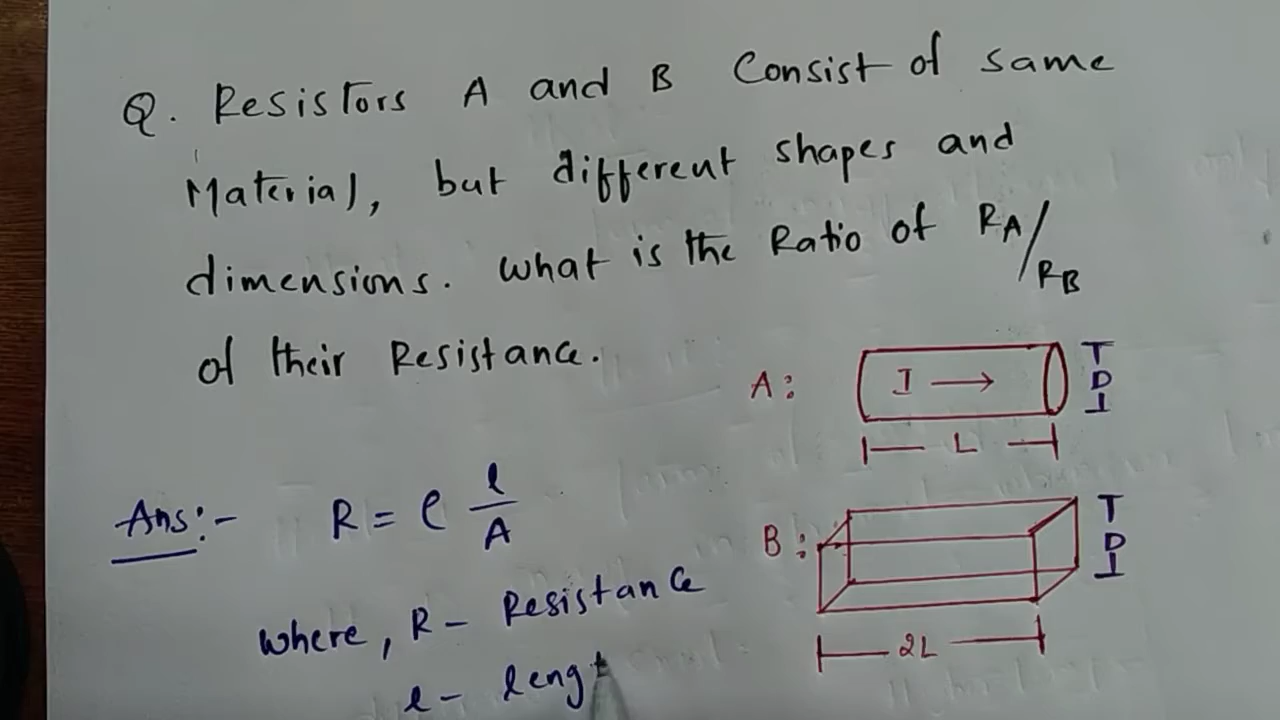 Q. Resistors A and B Consist of same
Material, but different shapes and
dimensions. What is the Ratio of RA/RB
of their Resistance.
A: I → T
D
⊥
|— L —|
Ans:- R = ρ l/A
B: T
D
⊥
|— 2L —|
where, R - Resistance
l - lengt